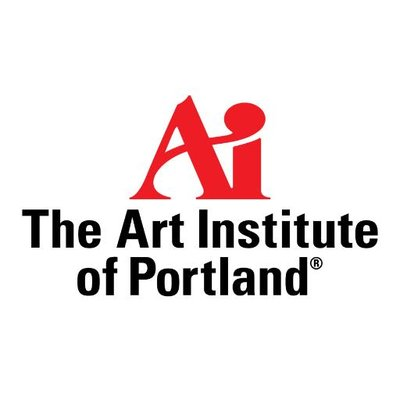 Ai
The Art Institute
of Portland®